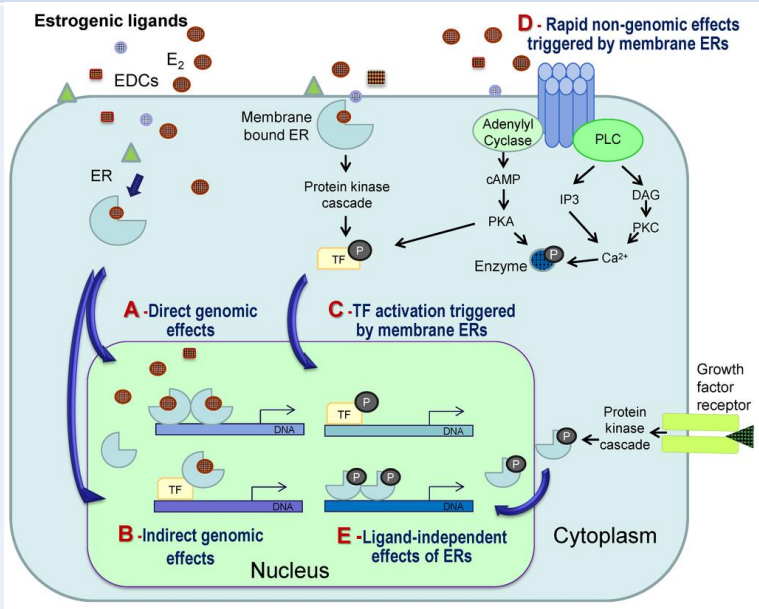 Estrogenic ligands
E2
EDCs
ER
Membrane
bound ER
Protein kinase
cascade
TF
P
D - Rapid non-genomic effects
triggered by membrane ERs
Adenylyl
Cyclase
PLC
cAMP
PKA
IP3
DAG
PKC
Ca2+
Enzyme
P
A -Direct genomic
effects
C -TF activation triggered
by membrane ERs
DNA
TF
P
DNA
Growth
factor
receptor
Protein
kinase
cascade
P
P
TF
DNA
P
P
DNA
B -Indirect genomic
effects
E -Ligand-independent
effects of ERs
Nucleus
Cytoplasm